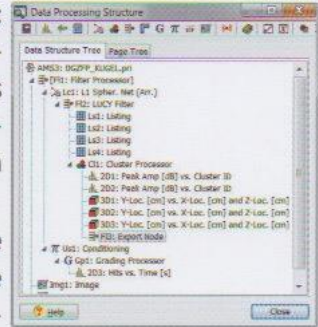 Data Processing Structure
Data Structure Tree Page Tree
AMS3: DGZFP_KUGEL.pri
[Fl1: Filter Processor]
Lc1: L1 Spher. Net (Arr.)
Fl2: LUCY Filter
Ls1: Listing
Ls2: Listing
Ls3: Listing
Ls4: Listing
Cl1: Cluster Processor
2D1: Peak Amp [dB] vs. Cluster ID
2D2: Peak Amp [dB] vs. Cluster ID
3D1: Y-Loc. [cm] vs. X-Loc. [cm] and Z-Loc. [cm]
3D2: Y-Loc. [cm] vs. X-Loc. [cm] and Z-Loc. [cm]
3D3: Y-Loc. [cm] vs. X-Loc. [cm] and Z-Loc. [cm]
Fl3: Export Node
Us1: Conditioning
Gp1: Grading Processor
2D3: Hits vs. Time [s]
Img1: Image
Help Close